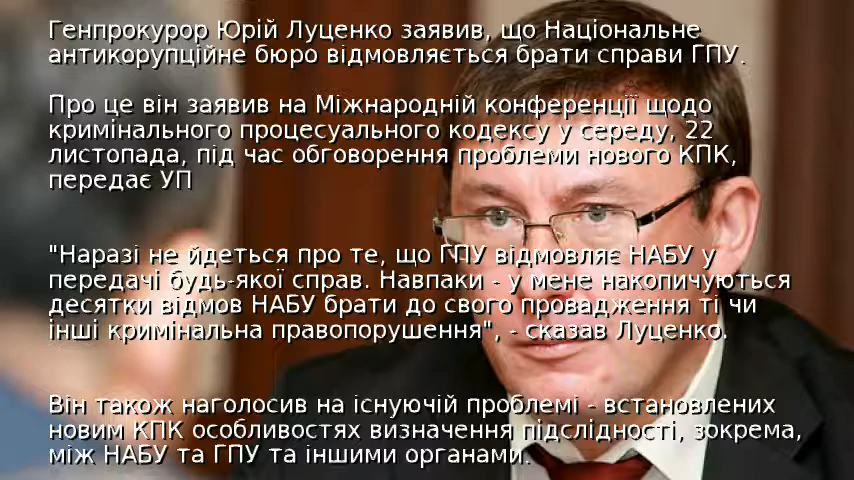 Генпрокурор Юрій Луценко заявив, що Національне
антикорупційне бюро відмовляється брати справи ГПУ.
Про це він заявив на Міжнародній конференції щодо
кримінального процесуального кодексу у середу, 22
листопада, під час обговорення проблеми нового КПК,
передає УП
"Наразі не йдеться про те, що ГПУ відмовляє НАБУ у
передачі будь-якої справ. Навпаки - у мене накопичуються
десятки відмов НАБУ брати до свого провадження ті чи
інші кримінальна правопорушення", - сказав Луценко.
Він також наголосив на існуючій проблемі - встановлених
новим КПК особливостях визначення підслідності, зокрема,
між НАБУ та ГПУ та іншими органами.